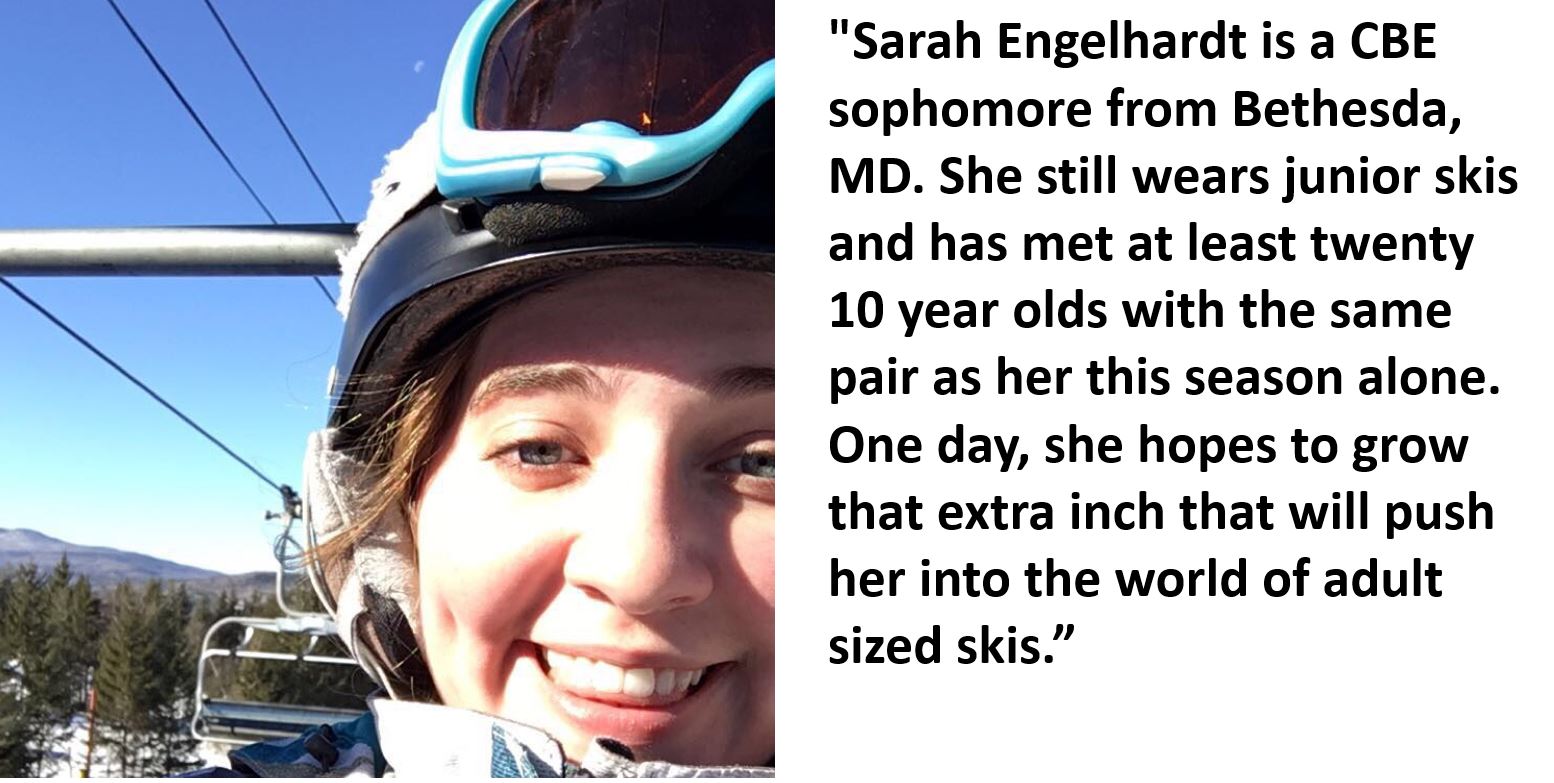 "Sarah Engelhardt is a CBE
sophomore from Bethesda,
MD. She still wears junior skis
and has met at least twenty
10 year olds with the same
pair as her this season alone.
One day, she hopes to grow
that extra inch that will push
her into the world of adult
sized skis.”